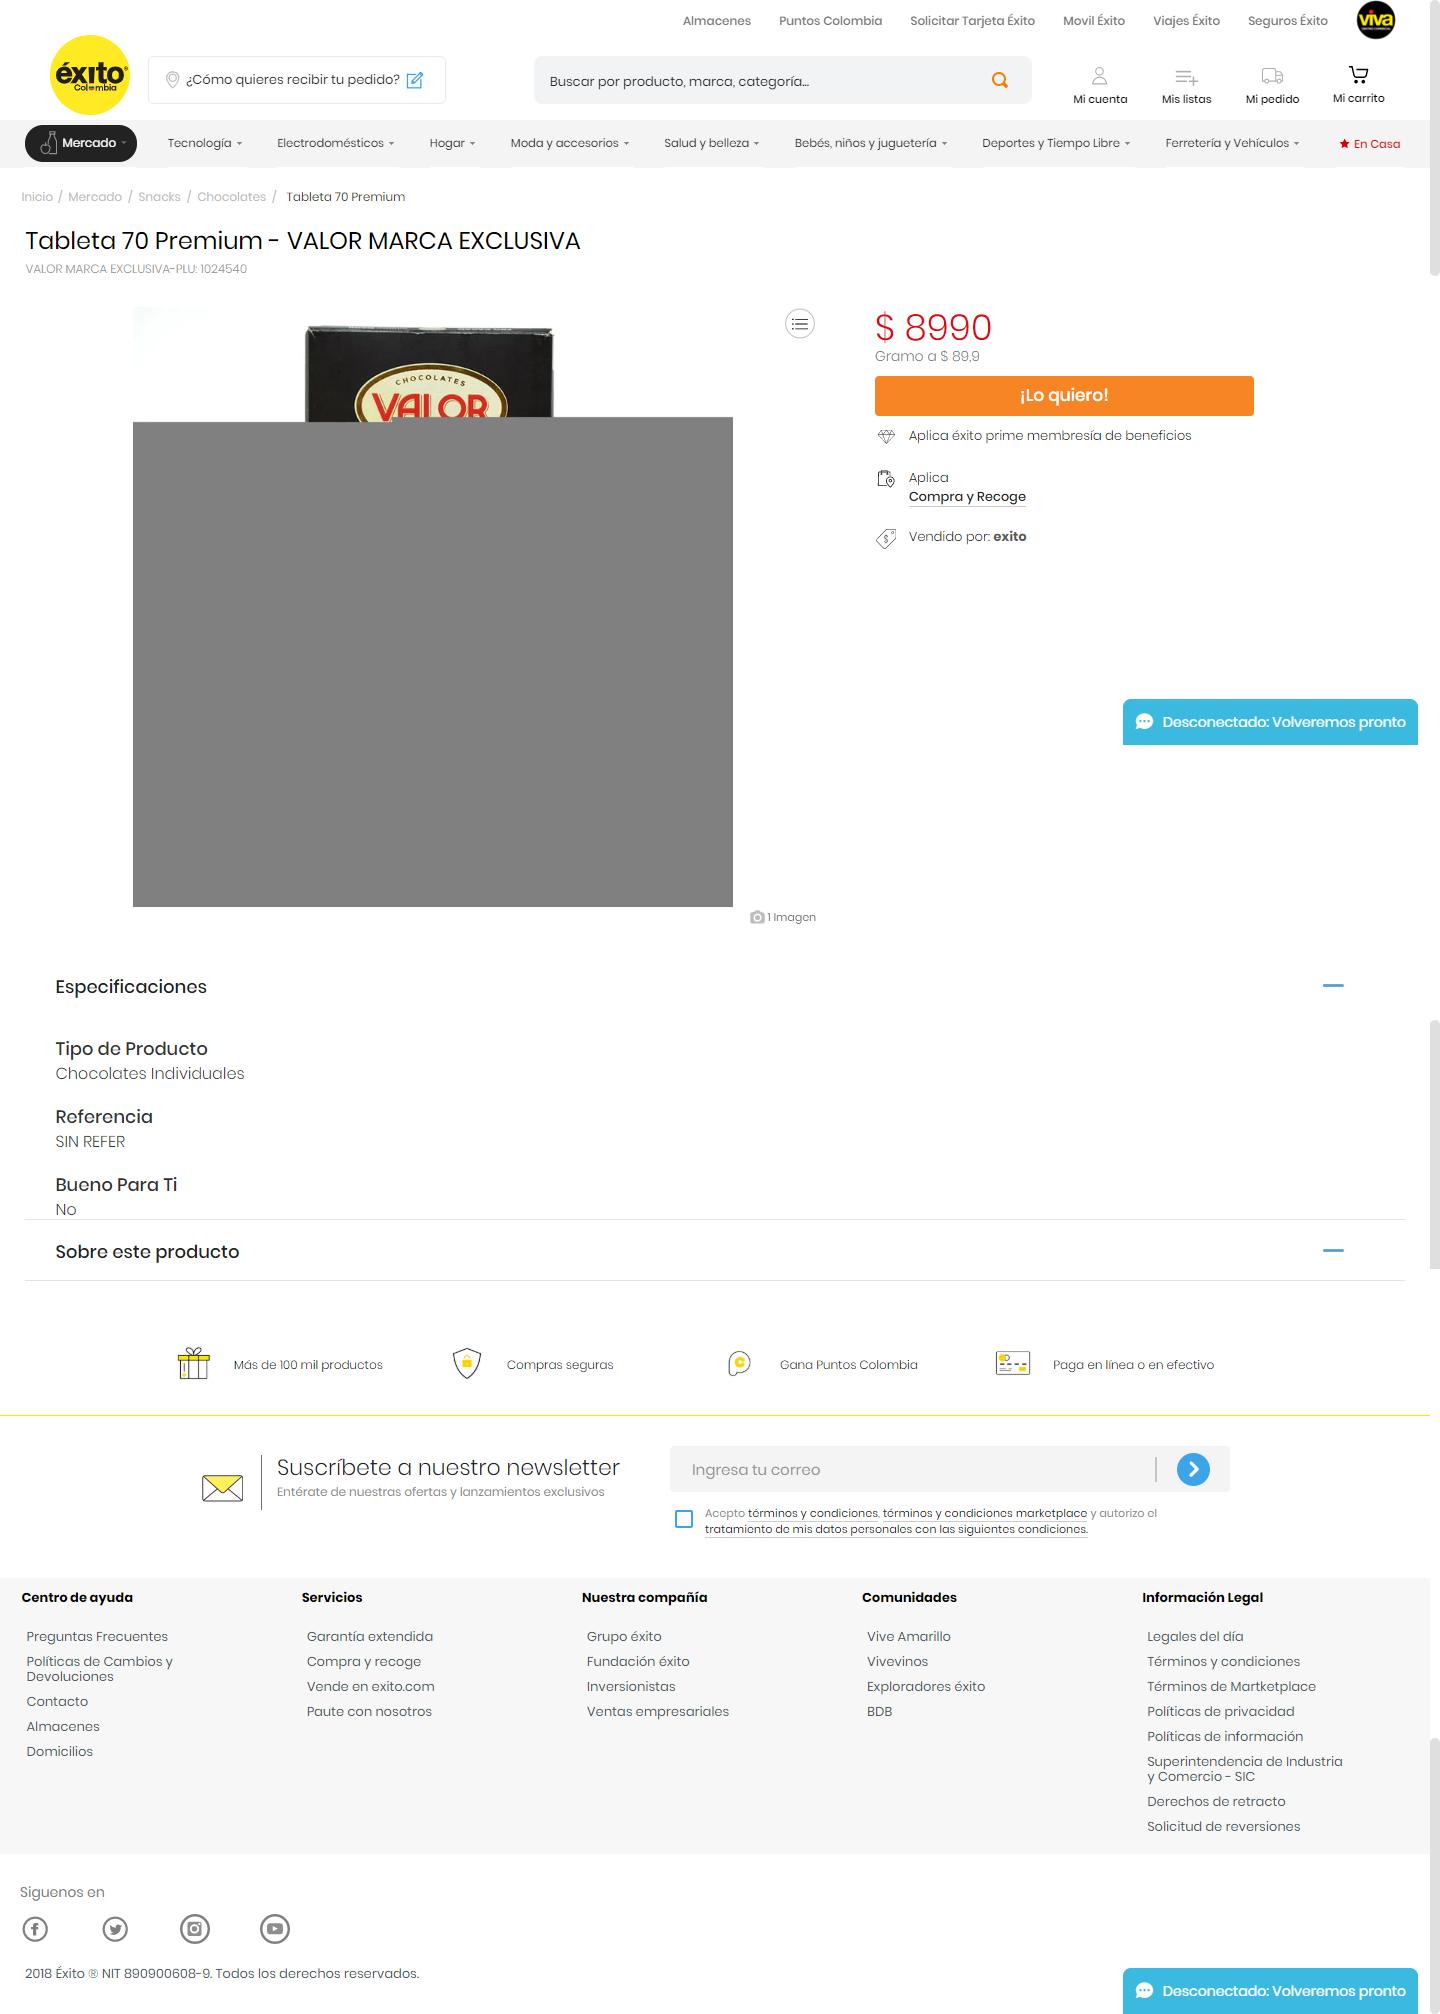 Almacenes
Puntos Colombia
Solicitar Tarjeta Éxito
Movil Éxito
Viajes Éxito
Seguros Éxito
viva
éxito
Colombia
¿Cómo quieres recibir tu pedido?
Buscar por producto, marca, categoría...
Mi cuenta
Mis listas
Mi pedido
Mi carrito
Mercado
Tecnología
Electrodomésticos
Hogar
Moda y accesorios
Salud y belleza
Bebés, niños y juguetería
Deportes y Tiempo Libre
Ferretería y Vehículos
En Casa
Inicio / Mercado / Snacks / Chocolates / Tableta 70 Premium
Tableta 70 Premium - VALOR MARCA EXCLUSIVA
VALOR MARCA EXCLUSIVA-PLU: 1024540
CHOCOLATES
VALOR
$ 8990
Gramo a $ 89,9
¡Lo quiero!
Aplica éxito prime membresía de beneficios
Aplica
Compra y Recoge
Vendido por: exito
Desconectado: Volveremos pronto
1 Imagen
Especificaciones
Tipo de Producto
Chocolates Individuales
Referencia
SIN REFER
Bueno Para Ti
No
Sobre este producto
Más de 100 mil productos
Compras seguras
Gana Puntos Colombia
Paga en línea o en efectivo
Suscríbete a nuestro newsletter
Entérate de nuestras ofertas y lanzamientos exclusivos
Ingresa tu correo
Acepto términos y condiciones, términos y condiciones marketplace y autorizo el
tratamiento de mis datos personales con las siguientes condiciones.
Centro de ayuda
Preguntas Frecuentes
Políticas de Cambios y
Devoluciones
Contacto
Almacenes
Domicilios
Servicios
Garantía extendida
Compra y recoge
Vende en exito.com
Paute con nosotros
Nuestra compañía
Grupo éxito
Fundación éxito
Inversionistas
Ventas empresariales
Comunidades
Vive Amarillo
Vivevinos
Exploradores éxito
BDB
Información Legal
Legales del día
Términos y condiciones
Términos de Martketplace
Políticas de privacidad
Políticas de información
Superintendencia de Industria
y Comercio - SIC
Derechos de retracto
Solicitud de reversiones
Siguenos en
2018 Éxito ® NIT 890900608-9. Todos los derechos reservados.
Desconectado: Volveremos pronto